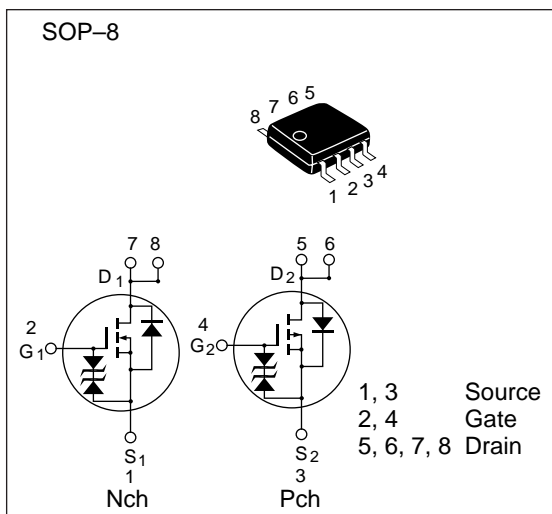 SOP–8
8 7 6 5
1 2 3 4
7 8
D1
2
G1
S1
1
Nch
5 6
D2
4
G2
S2
3
Pch
1, 3 Source
2, 4 Gate
5, 6, 7, 8 Drain